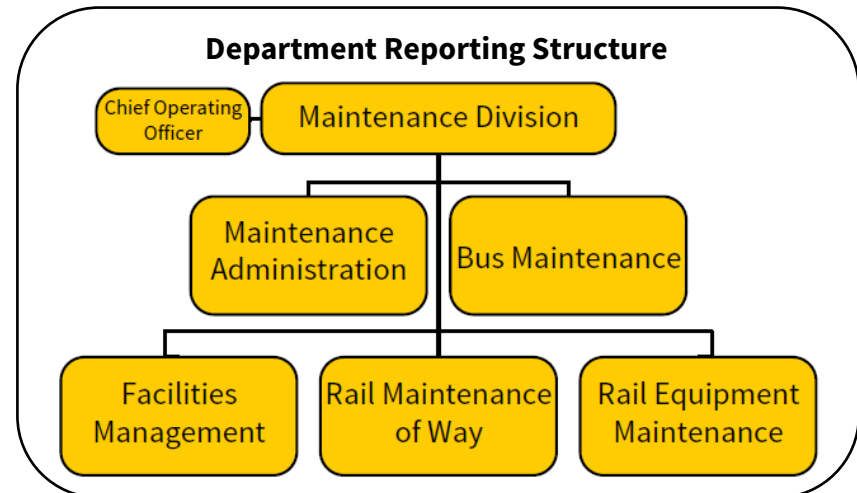 Department Reporting Structure
Chief Operating
Officer
Maintenance Division
Maintenance
Administration
Bus Maintenance
Facilities
Management
Rail Maintenance
of Way
Rail Equipment
Maintenance